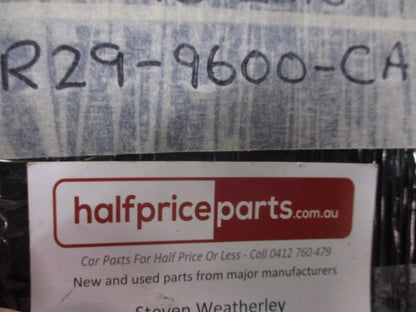 R29-9600-CA
halfpriceparts.com.au
Car Parts For Half Price Or Less - Call 0412 760 479
New and used parts from major manufacturers
Steven Weatherley